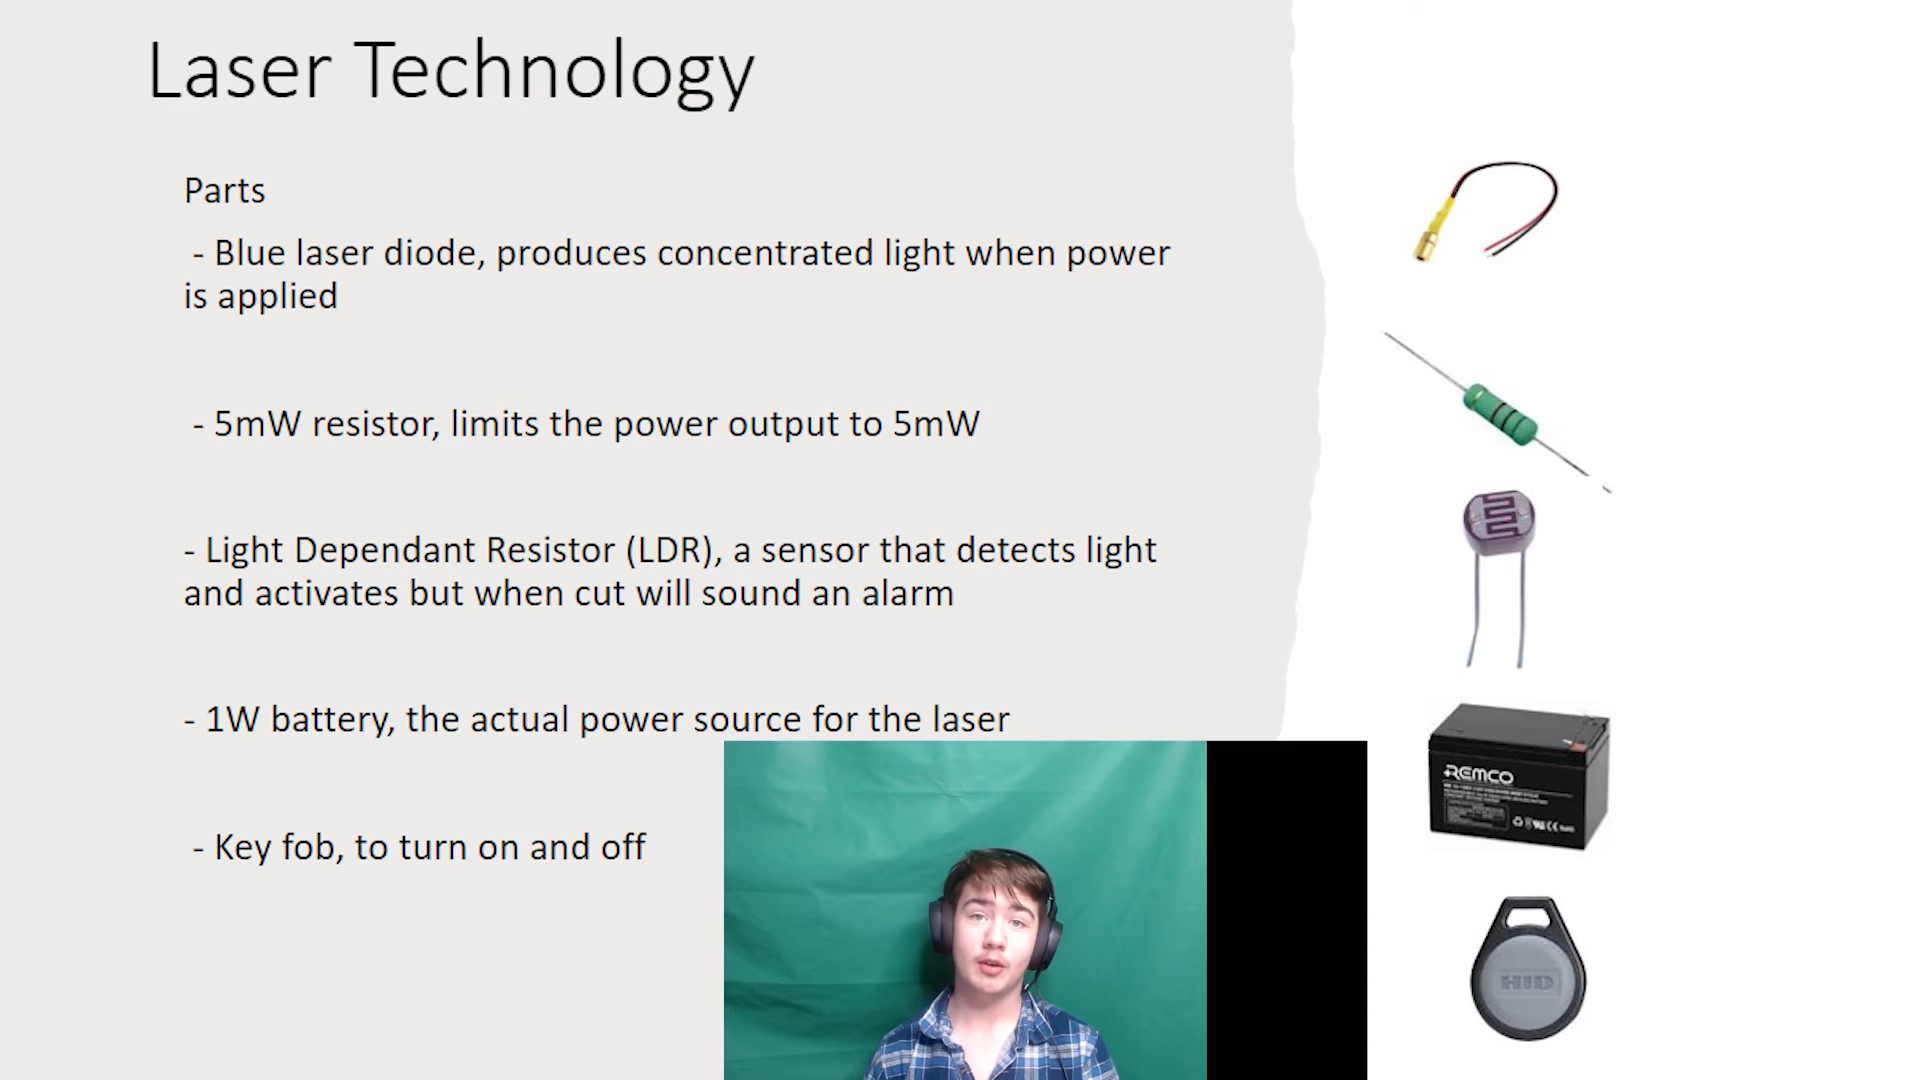 Laser Technology
Parts
- Blue laser diode, produces concentrated light when power
is applied
- 5mW resistor, limits the power output to 5mW
- Light Dependant Resistor (LDR), a sensor that detects light
and activates but when cut will sound an alarm
- 1W battery, the actual power source for the laser
REMCO
- Key fob, to turn on and off
HID